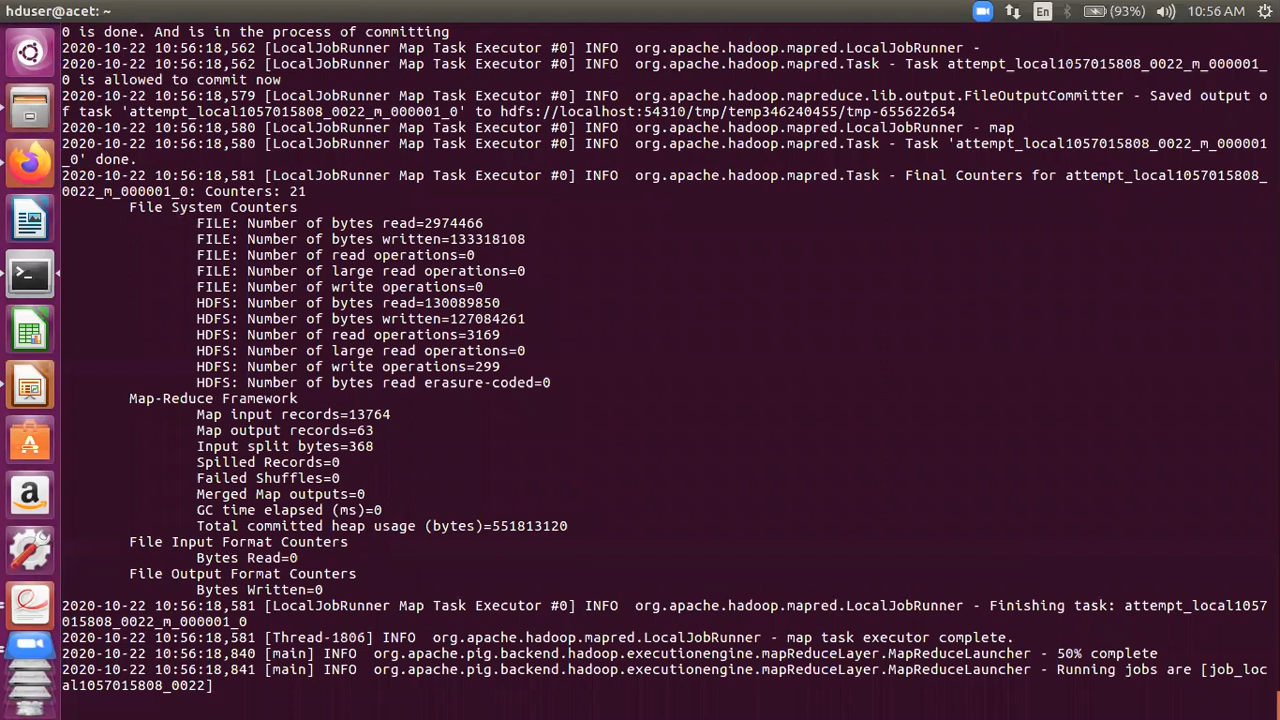 hduser@acet: ~
En
(93%)
10:56 AM
0 is done. And is in the process of committing
2020-10-22 10:56:18,562 [LocalJobRunner Map Task Executor #0] INFO  org.apache.hadoop.mapred.LocalJobRunner -
2020-10-22 10:56:18,562 [LocalJobRunner Map Task Executor #0] INFO  org.apache.hadoop.mapred.Task - Task attempt_local1057015808_0022_m_000001_
0 is allowed to commit now
2020-10-22 10:56:18,579 [LocalJobRunner Map Task Executor #0] INFO  org.apache.hadoop.mapreduce.lib.output.FileOutputCommitter - Saved output o
f task 'attempt_local1057015808_0022_m_000001_0' to hdfs://localhost:54310/tmp/temp346240455/tmp-655622654
2020-10-22 10:56:18,580 [LocalJobRunner Map Task Executor #0] INFO  org.apache.hadoop.mapred.LocalJobRunner - map
2020-10-22 10:56:18,580 [LocalJobRunner Map Task Executor #0] INFO  org.apache.hadoop.mapred.Task - Task 'attempt_local1057015808_0022_m_000001
_0' done.
2020-10-22 10:56:18,581 [LocalJobRunner Map Task Executor #0] INFO  org.apache.hadoop.mapred.Task - Final Counters for attempt_local1057015808_
0022_m_000001_0: Counters: 21
File System Counters
FILE: Number of bytes read=2974466
FILE: Number of bytes written=133318108
FILE: Number of read operations=0
FILE: Number of large read operations=0
FILE: Number of write operations=0
HDFS: Number of bytes read=130089850
HDFS: Number of bytes written=127084261
HDFS: Number of read operations=3169
HDFS: Number of large read operations=0
HDFS: Number of write operations=299
HDFS: Number of bytes read erasure-coded=0
Map-Reduce Framework
Map input records=13764
Map output records=63
Input split bytes=368
Spilled Records=0
Failed Shuffles=0
Merged Map outputs=0
GC time elapsed (ms)=0
Total committed heap usage (bytes)=551813120
File Input Format Counters
Bytes Read=0
File Output Format Counters
Bytes Written=0
2020-10-22 10:56:18,581 [LocalJobRunner Map Task Executor #0] INFO  org.apache.hadoop.mapred.LocalJobRunner - Finishing task: attempt_local1057
015808_0022_m_000001_0
2020-10-22 10:56:18,581 [Thread-1806] INFO  org.apache.hadoop.mapred.LocalJobRunner - map task executor complete.
2020-10-22 10:56:18,840 [main] INFO  org.apache.pig.backend.hadoop.executionengine.mapReduceLayer.MapReduceLauncher - 50% complete
2020-10-22 10:56:18,841 [main] INFO  org.apache.pig.backend.hadoop.executionengine.mapReduceLayer.MapReduceLauncher - Running jobs are [job_loc
al1057015808_0022]